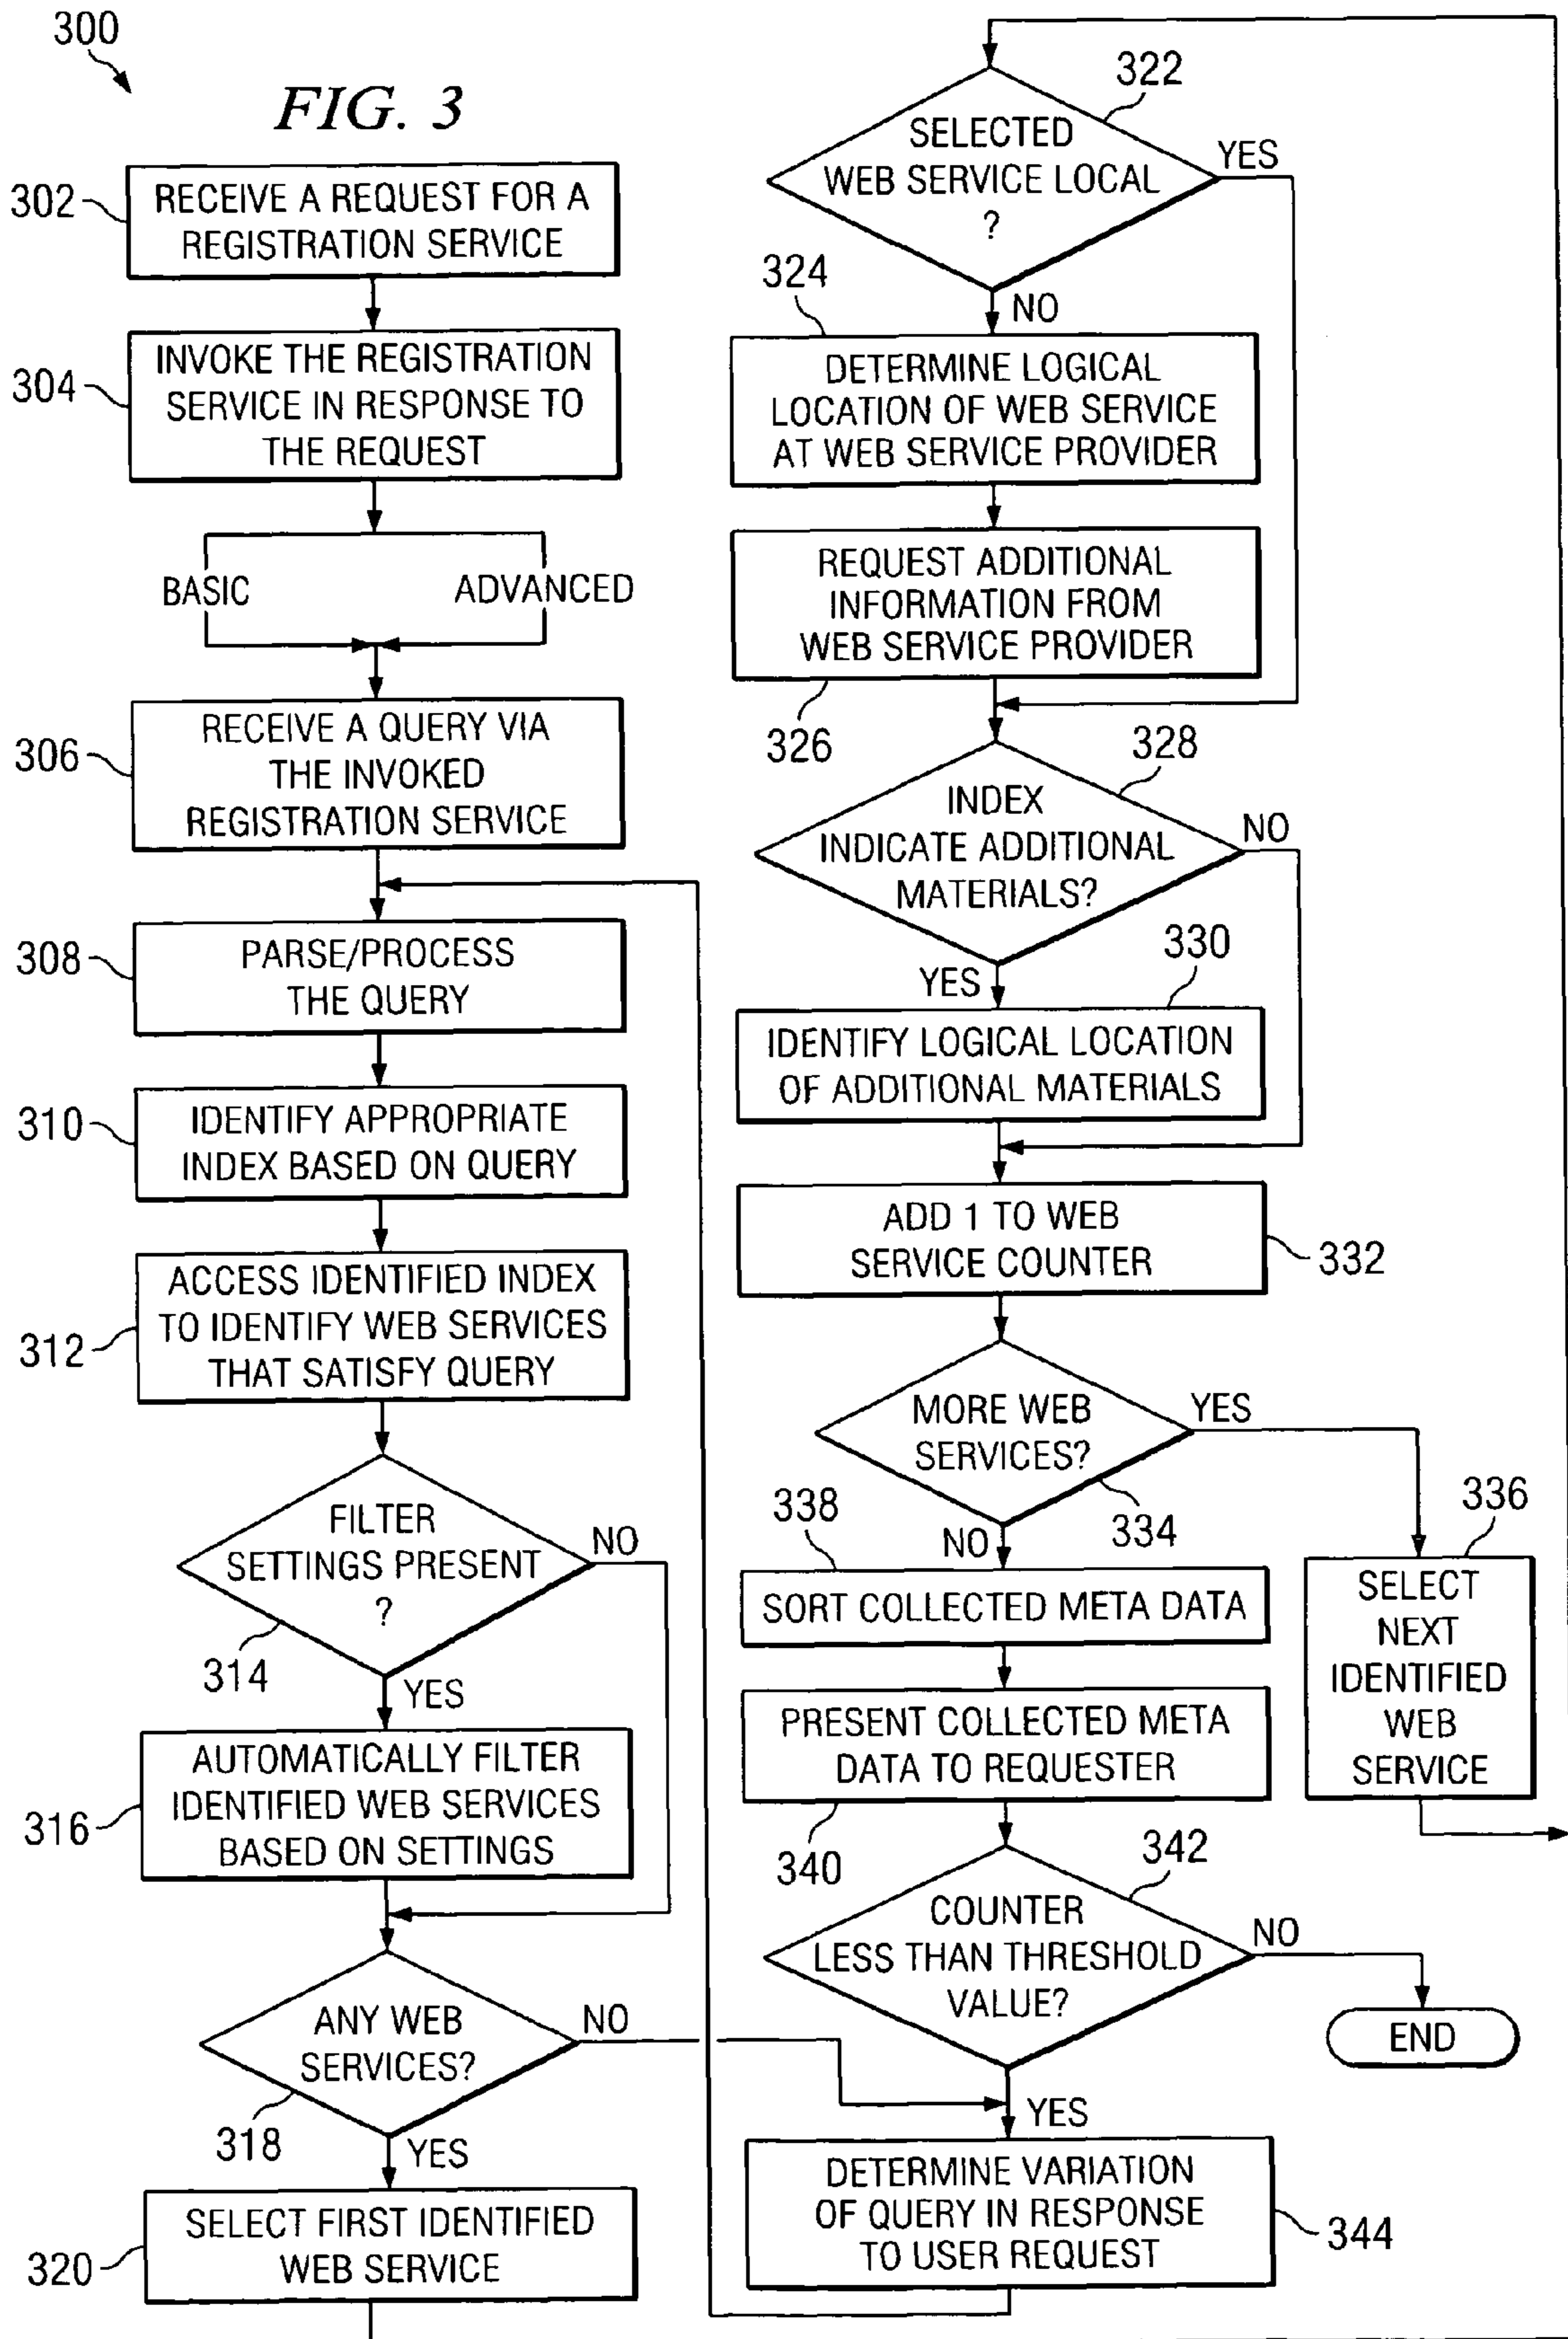 300
FIG. 3
302
RECEIVE A REQUEST FOR A
REGISTRATION SERVICE
304
INVOKE THE REGISTRATION
SERVICE IN RESPONSE TO
THE REQUEST
BASIC
ADVANCED
306
RECEIVE A QUERY VIA
THE INVOKED
REGISTRATION SERVICE
308
PARSE/PROCESS
THE QUERY
310
IDENTIFY APPROPRIATE
INDEX BASED ON QUERY
312
ACCESS IDENTIFIED INDEX
TO IDENTIFY WEB SERVICES
THAT SATISFY QUERY
FILTER
SETTINGS PRESENT
?
NO
314
YES
316
AUTOMATICALLY FILTER
IDENTIFIED WEB SERVICES
BASED ON SETTINGS
ANY WEB
SERVICES?
NO
318
YES
320
SELECT FIRST IDENTIFIED
WEB SERVICE
322
SELECTED
WEB SERVICE LOCAL
?
YES
324
NO
DETERMINE LOGICAL
LOCATION OF WEB SERVICE
AT WEB SERVICE PROVIDER
REQUEST ADDITIONAL
INFORMATION FROM
WEB SERVICE PROVIDER
326
328
INDEX
INDICATE ADDITIONAL
MATERIALS?
NO
YES
330
IDENTIFY LOGICAL LOCATION
OF ADDITIONAL MATERIALS
ADD 1 TO WEB
SERVICE COUNTER
332
MORE WEB
SERVICES?
YES
334
338
NO
336
SELECT
NEXT
IDENTIFIED
WEB
SERVICE
SORT COLLECTED META DATA
PRESENT COLLECTED META
DATA TO REQUESTER
340
342
COUNTER
LESS THAN THRESHOLD
VALUE?
NO
END
YES
DETERMINE VARIATION
OF QUERY IN RESPONSE
TO USER REQUEST
344